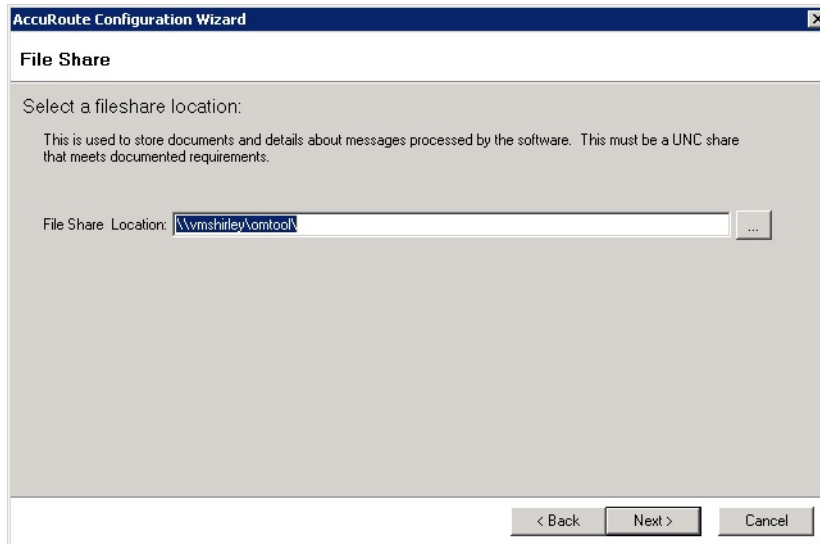 AccuRoute Configuration Wizard
File Share
Select a fileshare location:
This is used to store documents and details about messages processed by the software. This must be a UNC share
that meets documented requirements.
File Share Location: \\vmshirley\omtool\ ...
< Back Next > Cancel